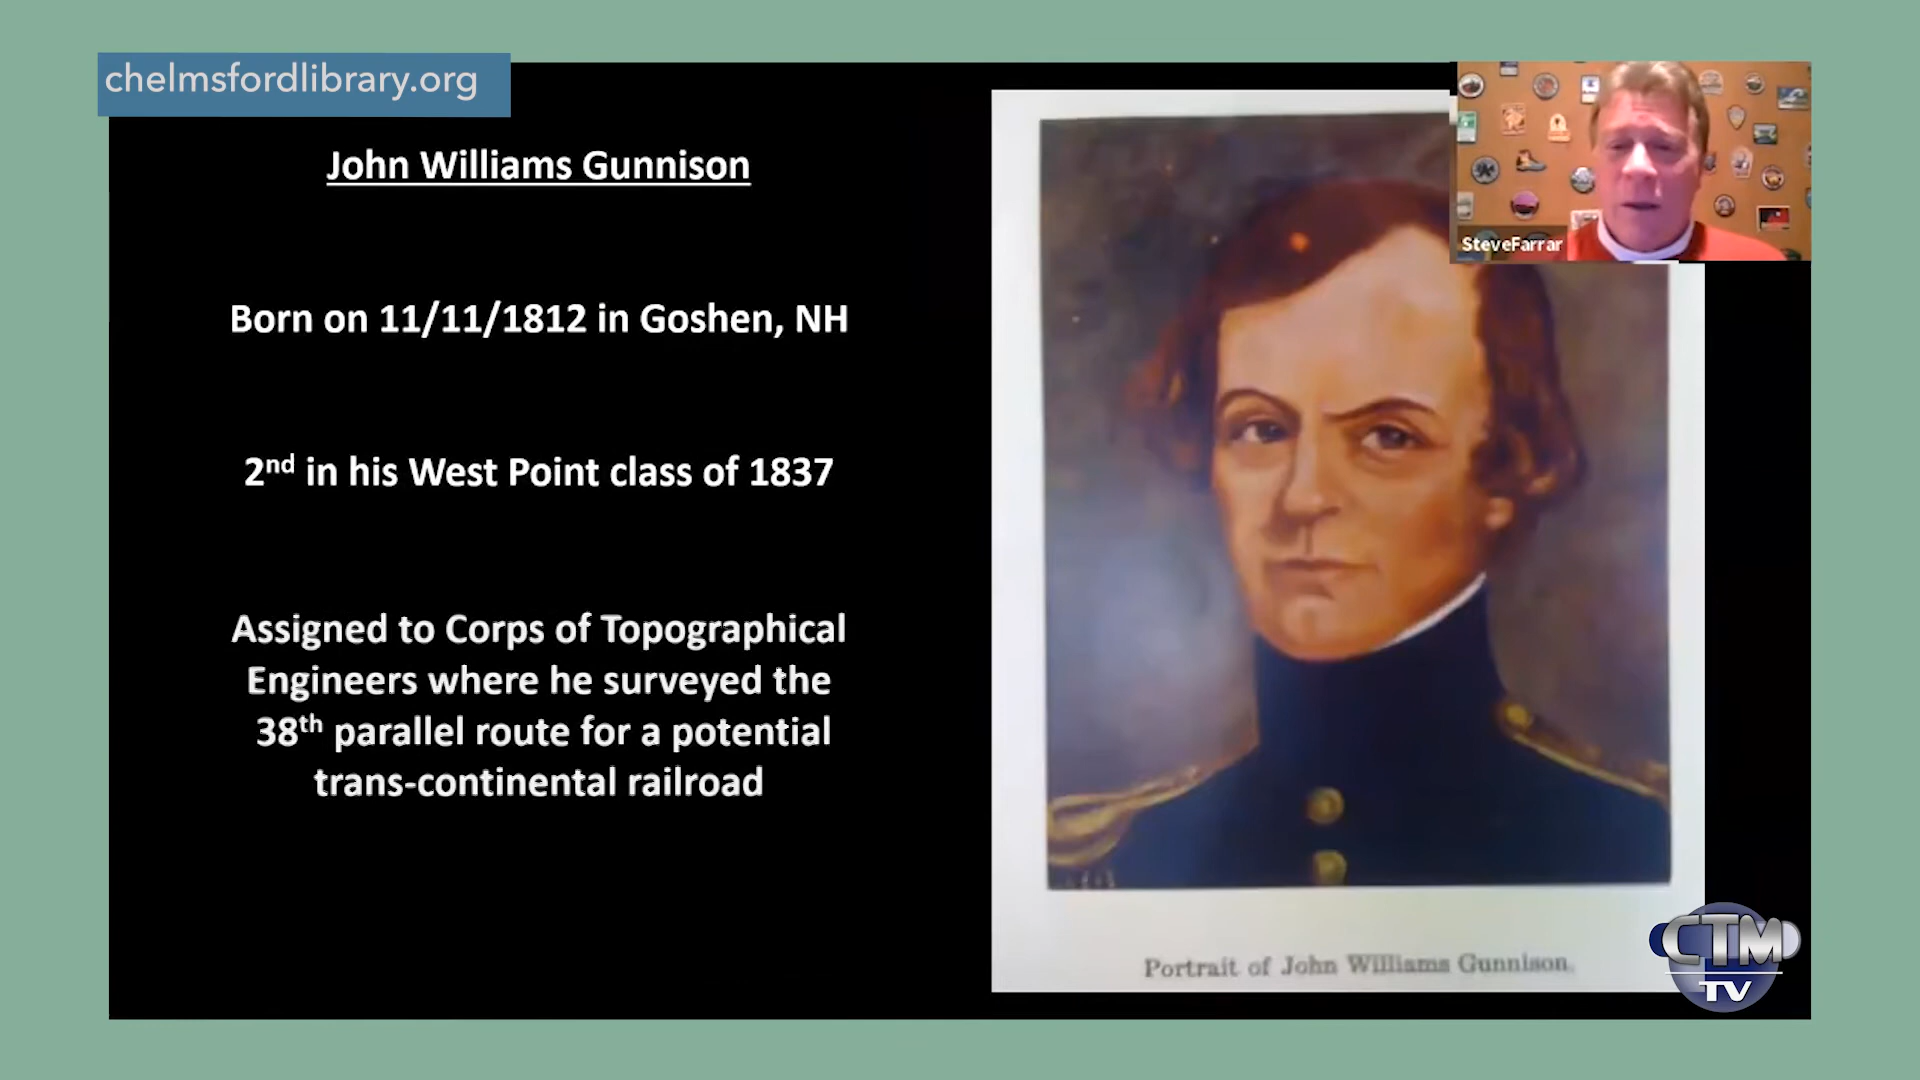 chelmsfordlibrary.org
John Williams Gunnison
Born on 11/11/1812 in Goshen, NH
2nd in his West Point class of 1837
Assigned to Corps of Topographical
Engineers where he surveyed the
38th parallel route for a potential
trans-continental railroad
SteveFarrar
Portrait of John Williams Gunnison.
CTM
TV